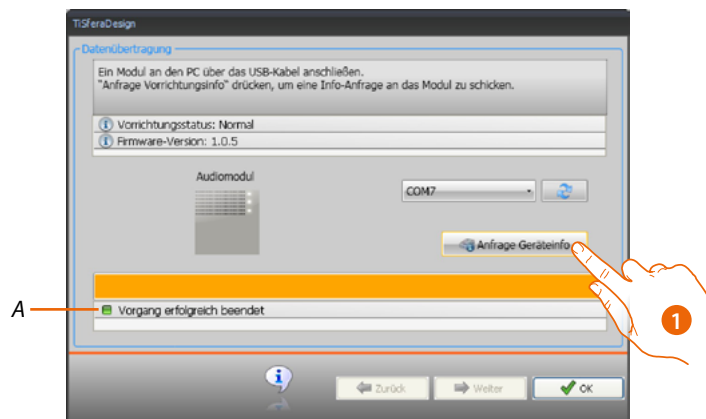 TiSferaDesign
Datenübertragung
Ein Modul an den PC über das USB-Kabel anschließen.
"Anfrage Vorrichtungsinfo" drücken, um eine Info-Anfrage an das Modul zu schicken.
Vorrichtungsstatus: Normal
Firmware-Version: 1.0.5
Audiomodul
COM7
Anfrage Geräteinfo
A
Vorgang erfolgreich beendet
1
Zurück
Weiter
OK